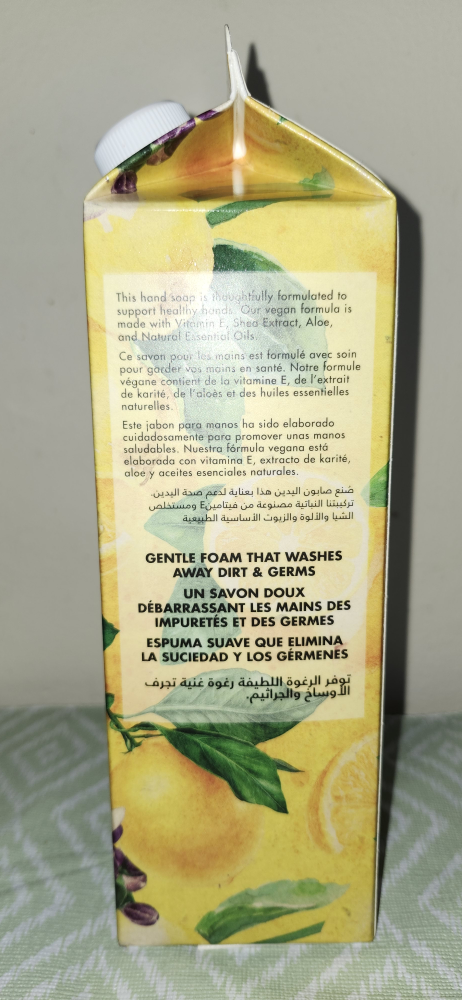 This hand soap is thoughtfully formulated to
support healthy hands. Our vegan formula is
made with Vitamin E, Shea Extract, Aloe,
and Natural Essential Oils.
Ce savon pour les mains est formulé avec soin
pour garder vos mains en santé. Notre formule
végane contient de la vitamine E, de l'extrait
de karité, de l'aloès et des huiles essentielles
naturelles.
Este jabon para manos ha sido elaborado
cuidadosamente para promover unas manos
saludables. Nuestra fórmula vegana está
elaborada con vitamina E, extracto de karité,
aloe y aceites esenciales naturales.
صُنع صابون اليدين هذا بعناية لدعم صحة اليدين.
تركيبتنا النباتية مصنوعة من فيتامينE ومستخلص
الشيا والألوة والزيوت الأساسية الطبيعية
GENTLE FOAM THAT WASHES
AWAY DIRT & GERMS
UN SAVON DOUX
DÉBARRASSANT LES MAINS DES
IMPURETÉS ET DES GERMES
ESPUMA SUAVE QUE ELIMINA
LA SUCIEDAD Y LOS GÉRMENES
توفر الرغوة اللطيفة رغوة غنية تجرف
الأوساخ والجراثيم.